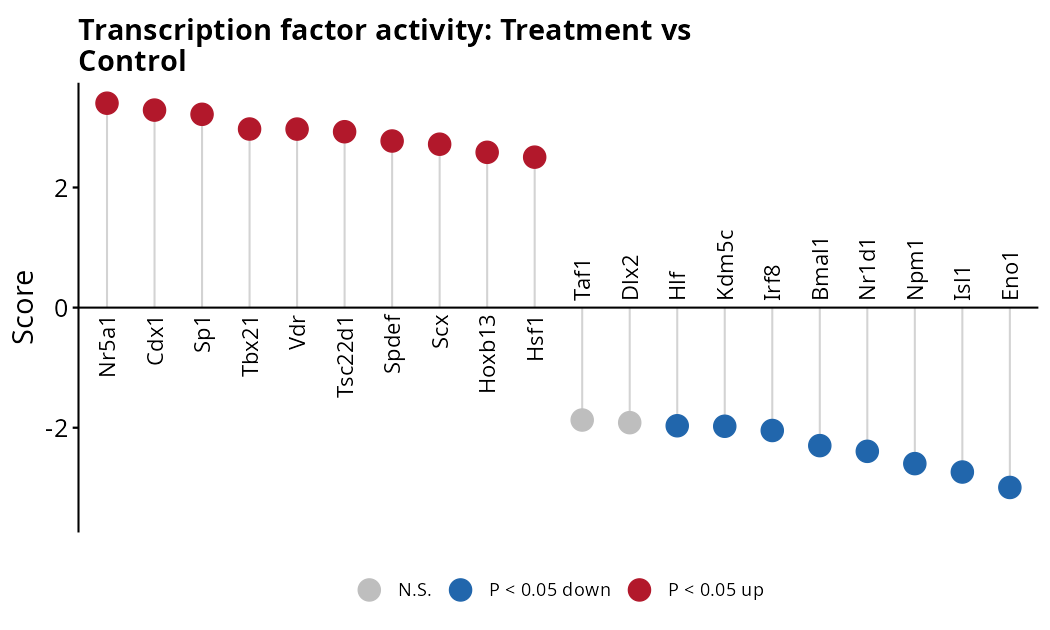 Transcription factor activity: Treatment vs
Control
Score
2
0
-2
Nr5a1
Cdx1
Sp1
Tbx21
Vdr
Tsc22d1
Spdef
Scx
Hoxb13
Hsf1
Taf1
Dlx2
Hlf
Kdm5c
Irf8
Bmal1
Nr1d1
Npm1
Isl1
Eno1
N.S.
P < 0.05 down
P < 0.05 up